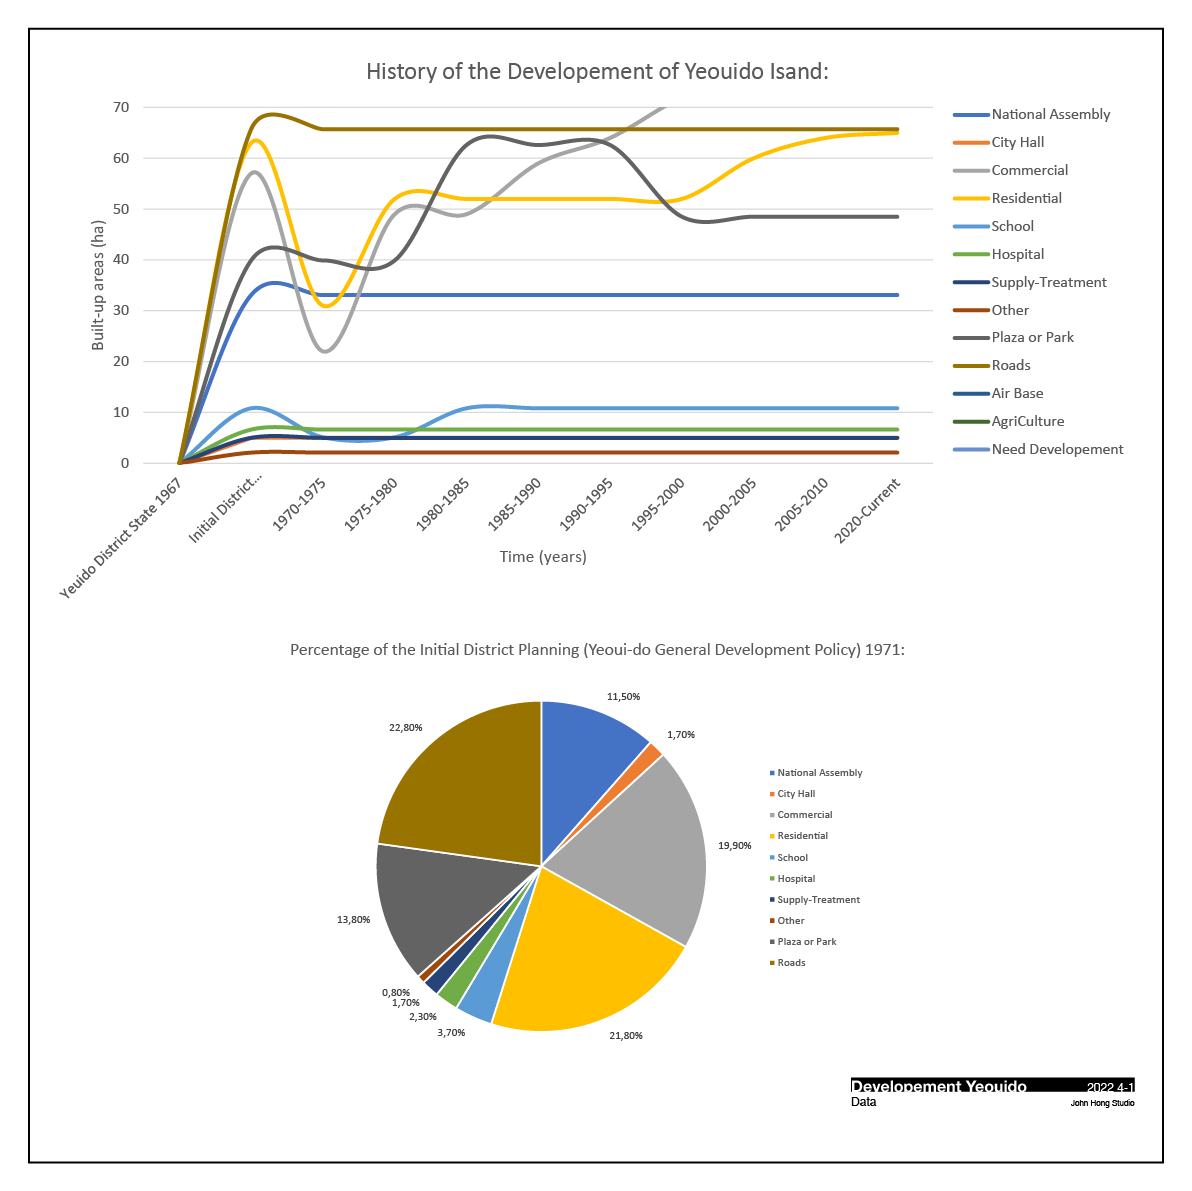 History of the Developement of Yeouido Isand:
70
60
50
40
30
20
10
0
Built-up areas (ha)
Yeuido District State 1967
Initial District...
1970-1975
1975-1980
1980-1985
1985-1990
1990-1995
1995-2000
2000-2005
2005-2010
2020-Current
Time (years)
National Assembly
City Hall
Commercial
Residential
School
Hospital
Supply-Treatment
Other
Plaza or Park
Roads
Air Base
AgriCulture
Need Developement
Percentage of the Initial District Planning (Yeoui-do General Development Policy) 1971:
11,50%
1,70%
19,90%
21,80%
3,70%
2,30%
1,70%
0,80%
13,80%
22,80%
National Assembly
City Hall
Commercial
Residential
School
Hospital
Supply-Treatment
Other
Plaza or Park
Roads
Developement Yeouido 2022 4-1
Data John Hong Studio